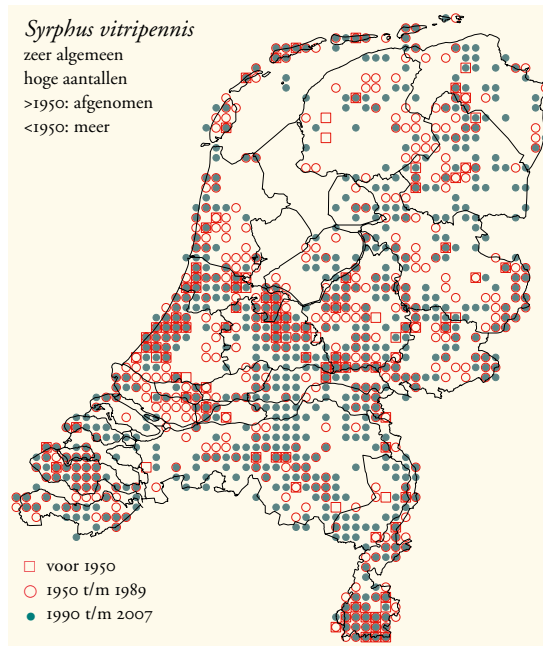 Syrphus vitripennis
zeer algemeen
hoge aantallen
>1950: afgenomen
<1950: meer
voor 1950
1950 t/m 1989
1990 t/m 2007